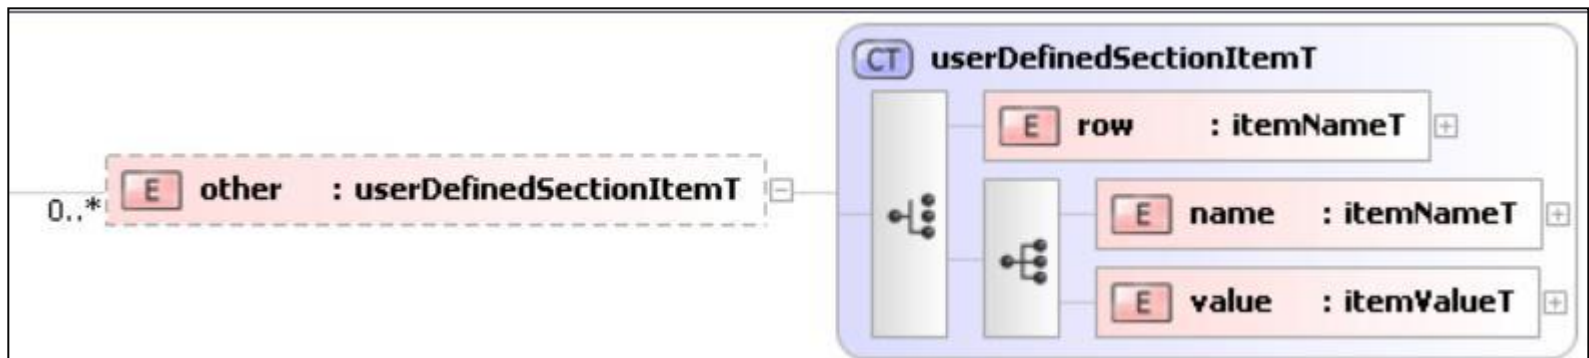 CT userDefinedSectionItemT
E row : itemNameT
0..* E other : userDefinedSectionItemT
E name : itemNameT
E value : itemValueT